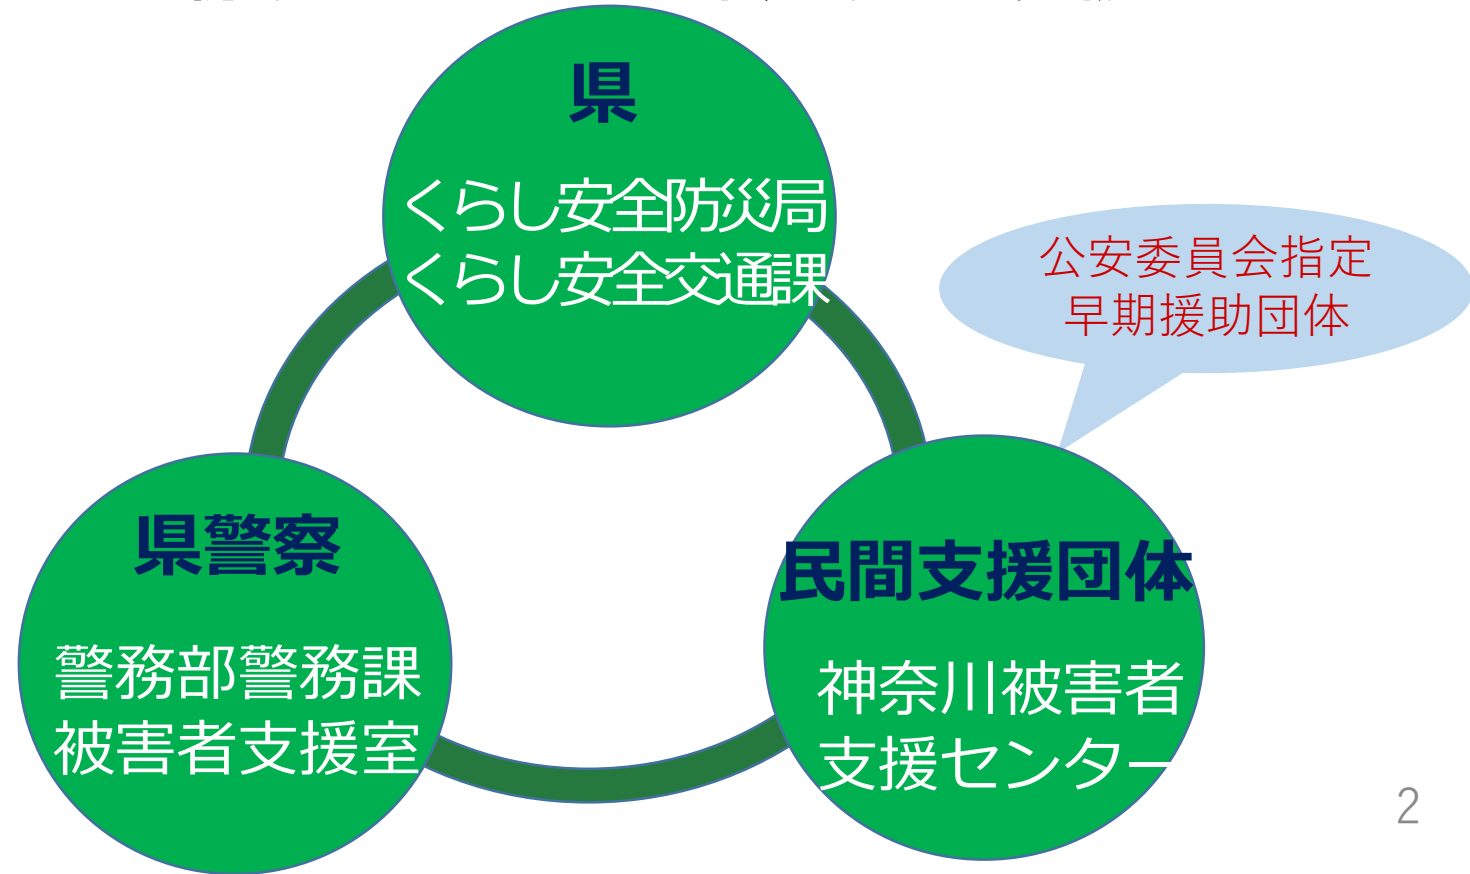 県
くらし安全防災局
くらし安全交通課
公安委員会指定
早期援助団体
県警察
警務部警務課
被害者支援室
民間支援団体
神奈川被害者
支援センター
2